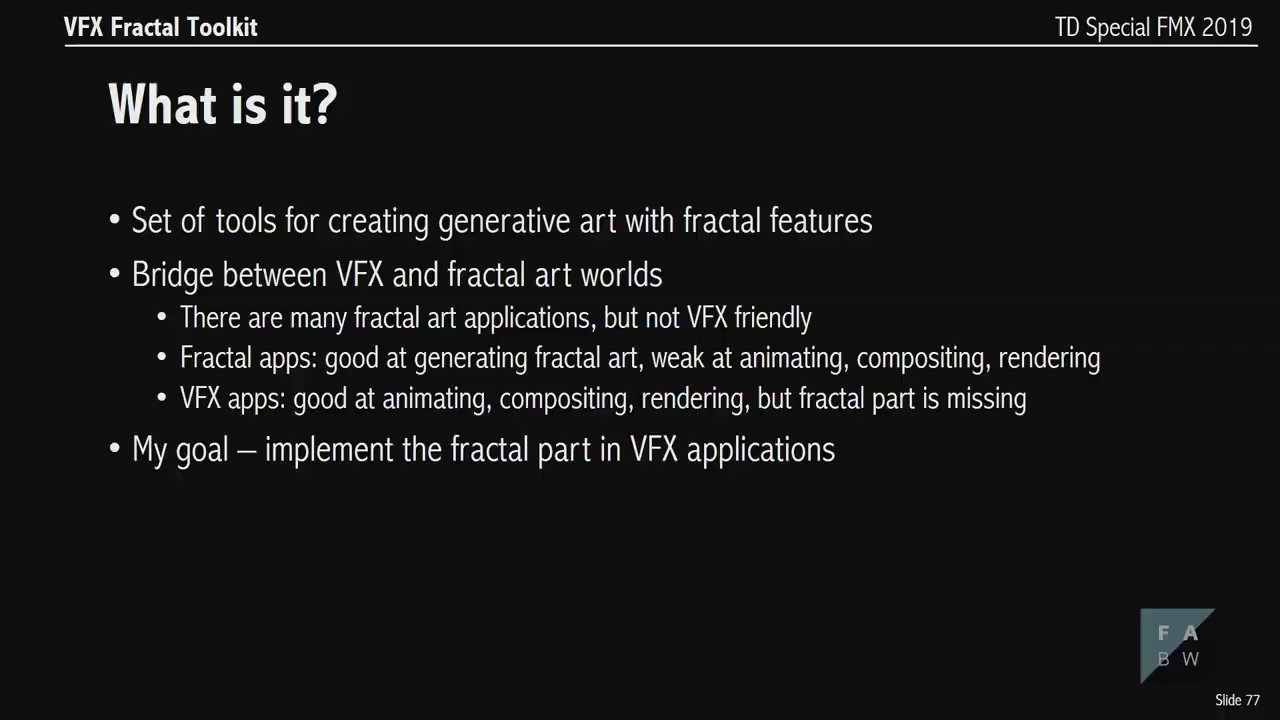 VFX Fractal Toolkit
TD Special FMX 2019
What is it?
• Set of tools for creating generative art with fractal features
• Bridge between VFX and fractal art worlds
• There are many fractal art applications, but not VFX friendly
• Fractal apps: good at generating fractal art, weak at animating, compositing, rendering
• VFX apps: good at animating, compositing, rendering, but fractal part is missing
• My goal – implement the fractal part in VFX applications
F A
B W
Slide 77